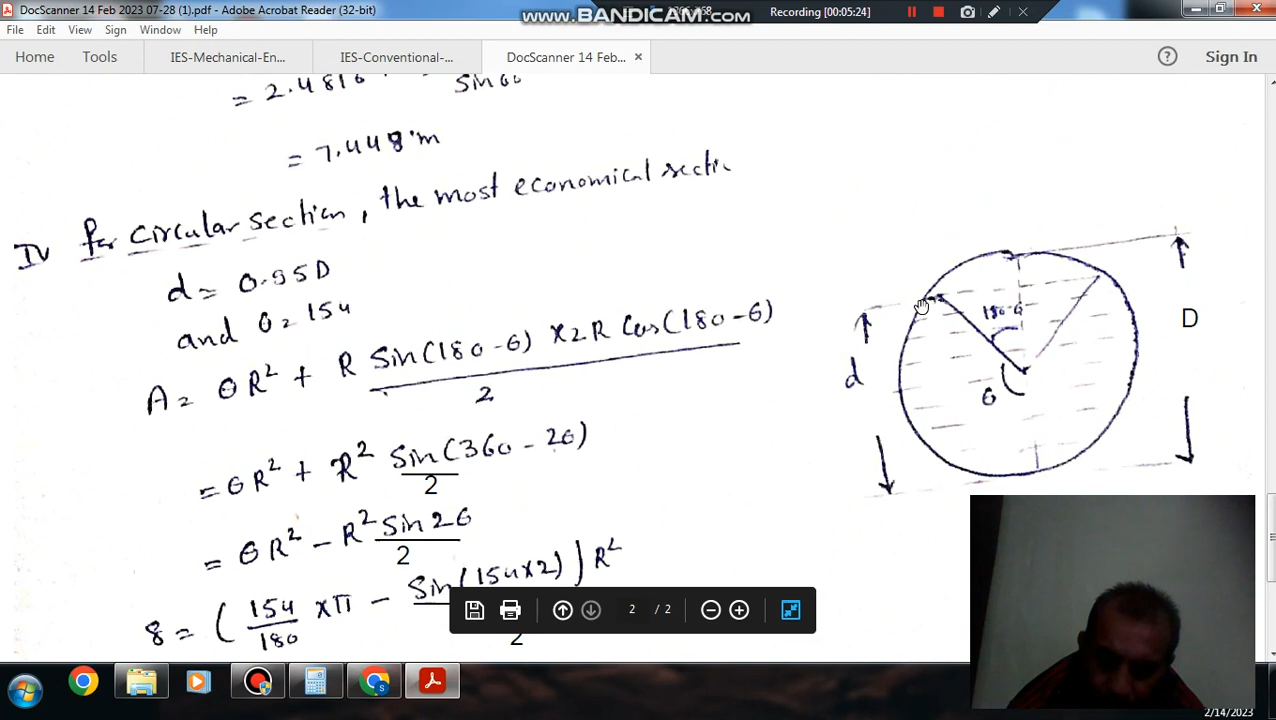 DocScanner 14 Feb 2023 07-28 (1).pdf - Adobe Acrobat Reader (32-bit)
www.BANDICAM.com
Recording [00:05:24]
File Edit View Sign Window Help
Home Tools IES-Mechanical-En... IES-Conventional-... DocScanner 14 Feb... × ? Sign In
= 7.448 m
IV for circular section, the most economical sectio
d = 0.95D
and θ = 154
A = θR² + R Sin(180-θ) × 2R Cos(180-θ)
2
= θR² + R² Sin(360 - 2θ)
2
= θR² - R² Sin 2θ
2
8 = ( 154 × π - Sin(154×2) ) R²
180 2
180-θ
θ
d
D
2 / 2
2/14/2023